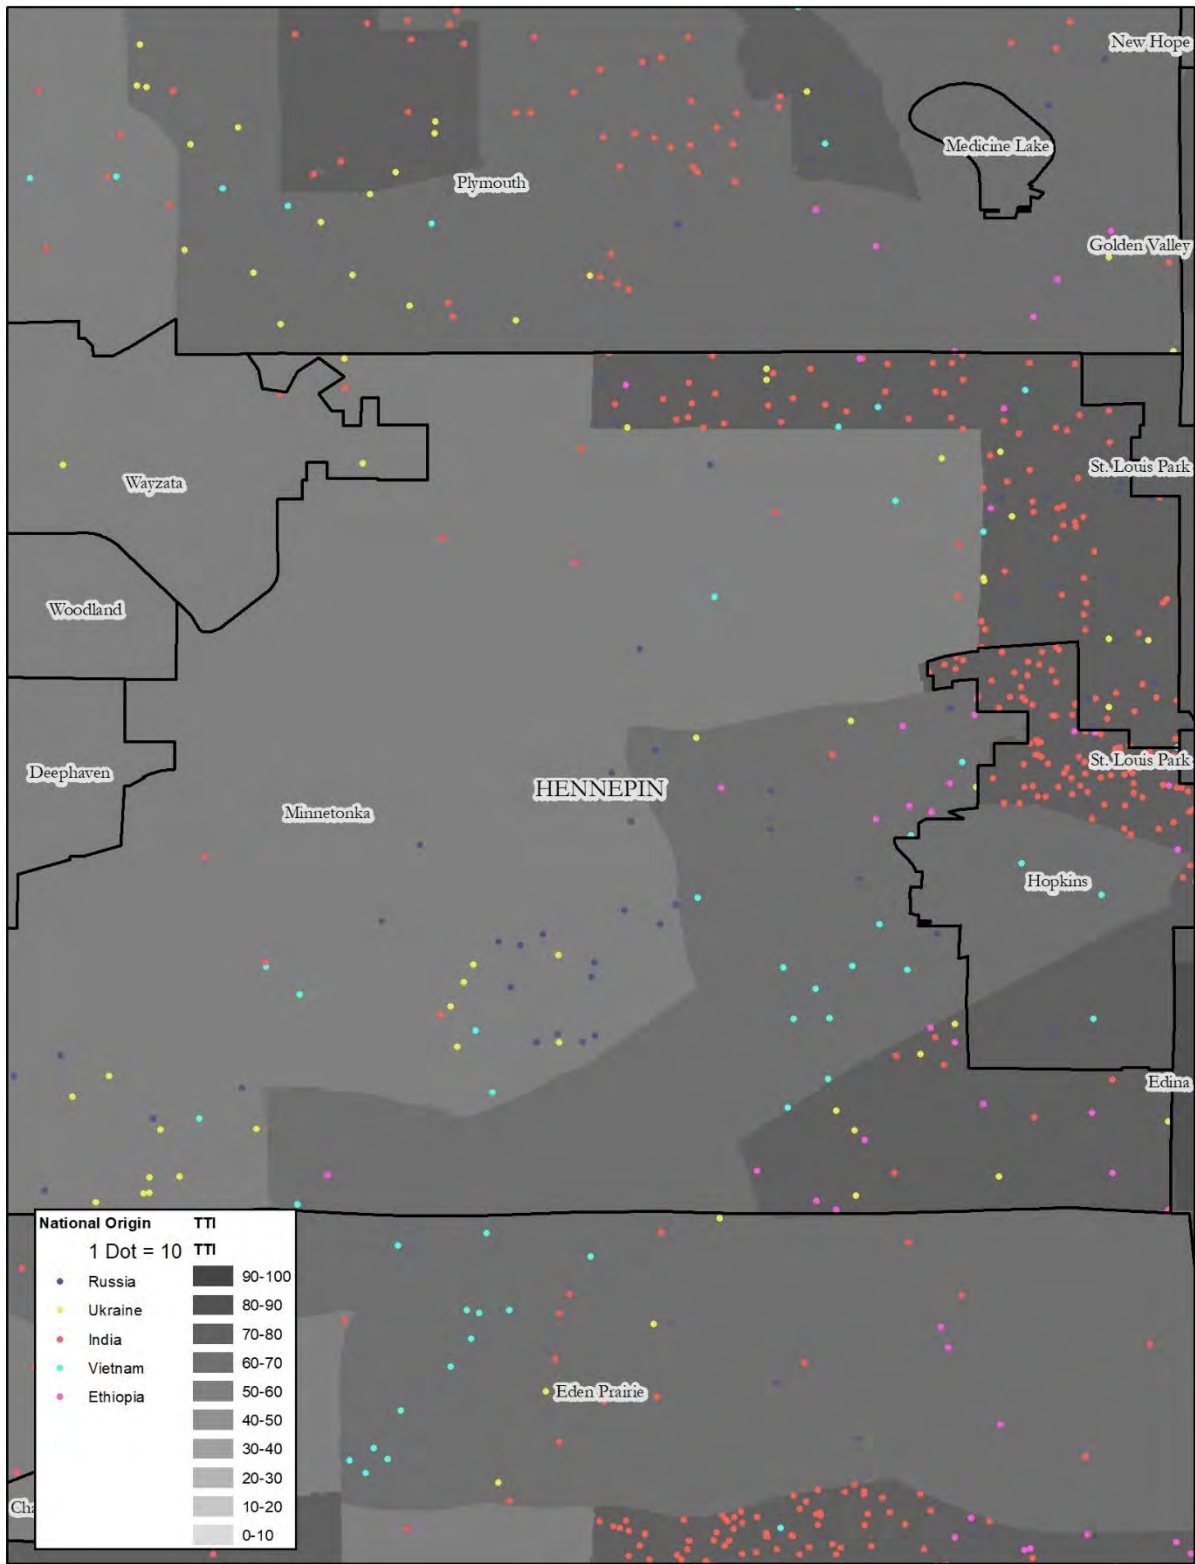 New Hope
Medicine Lake
Plymouth
Golden Valley
St. Louis Park
Wayzata
Woodland
Deephaven
St. Louis Park
HENNEPIN
Minnetonka
Hopkins
Edina
National Origin TTI
1 Dot = 10 TTI
Russia 90-100
Ukraine 80-90
India 70-80
Vietnam 60-70
Ethiopia 50-60
40-50
30-40
20-30
10-20
0-10
Eden Prairie
Cha